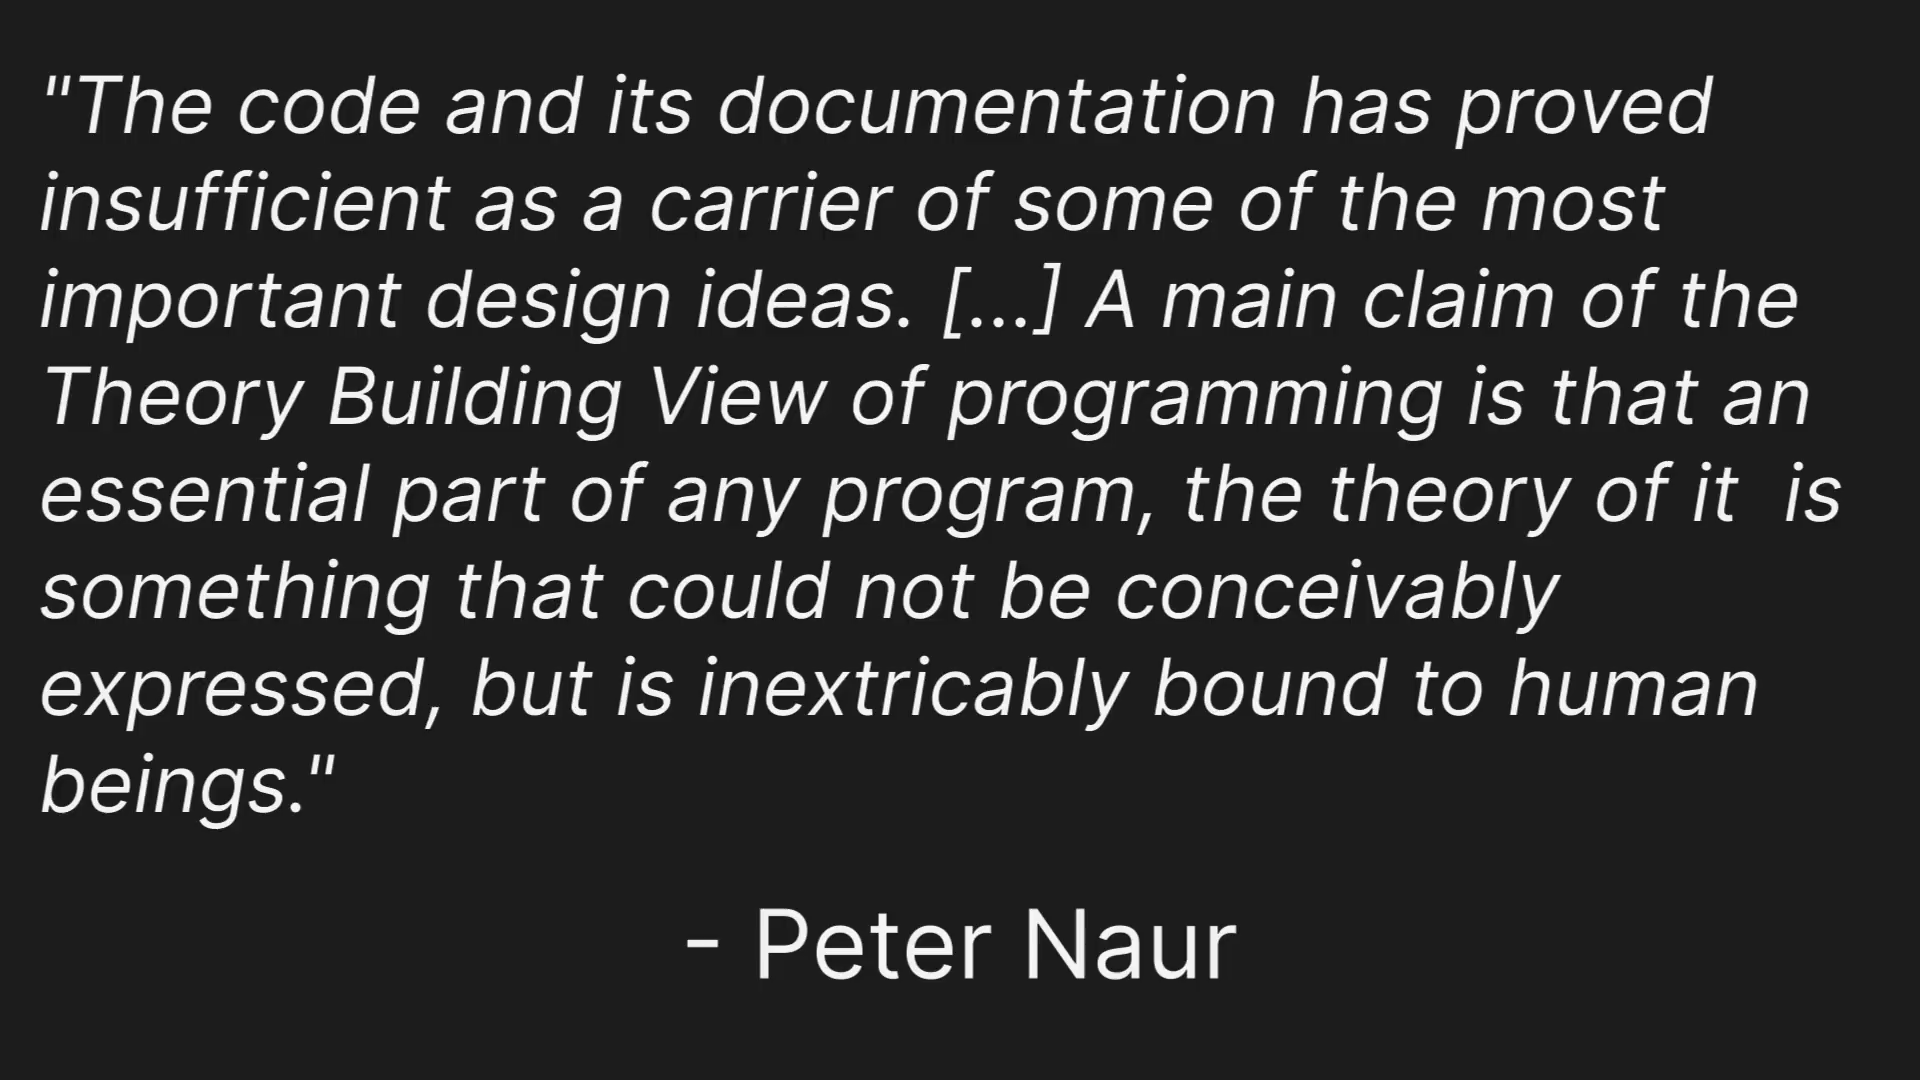 "The code and its documentation has proved
insufficient as a carrier of some of the most
important design ideas. [...] A main claim of the
Theory Building View of programming is that an
essential part of any program, the theory of it  is
something that could not be conceivably
expressed, but is inextricably bound to human
beings."
- Peter Naur